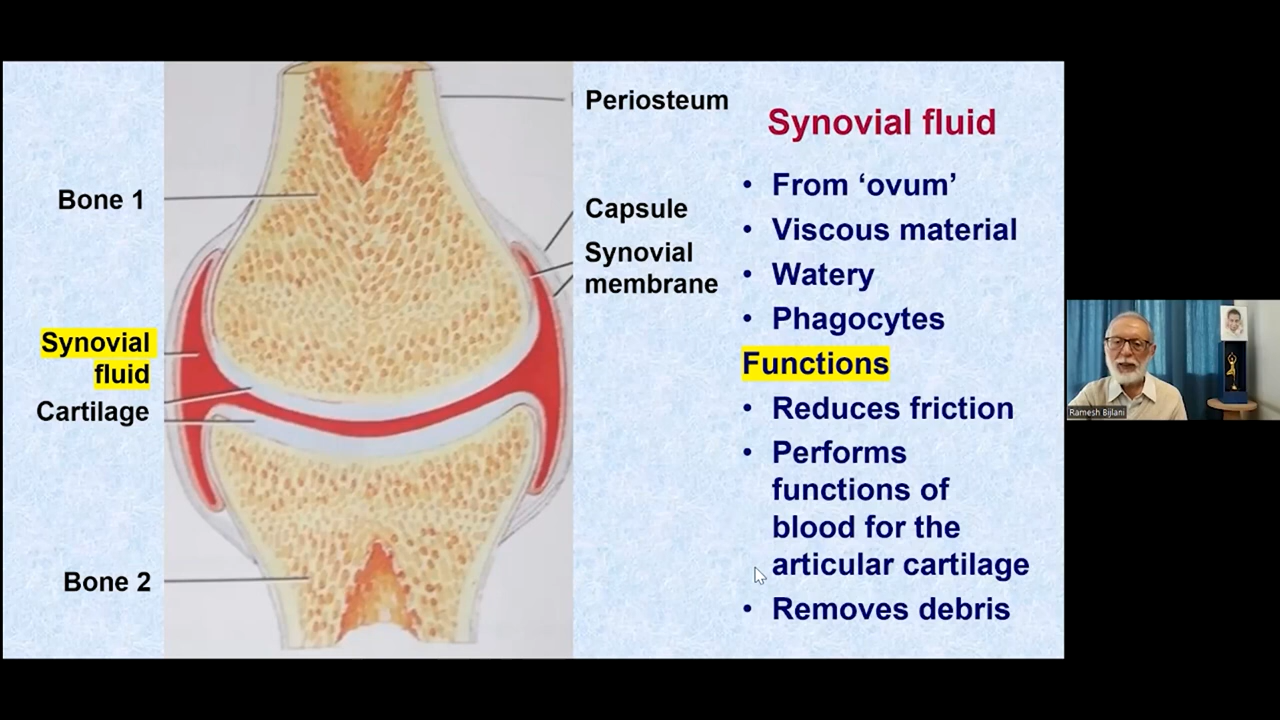 Periosteum
Bone 1
Capsule
Synovial
membrane
Synovial
fluid
Cartilage
Bone 2
Synovial fluid
• From ‘ovum’
• Viscous material
• Watery
• Phagocytes
Functions
• Reduces friction
• Performs
functions of
blood for the
articular cartilage
• Removes debris
Ramesh Bijlani